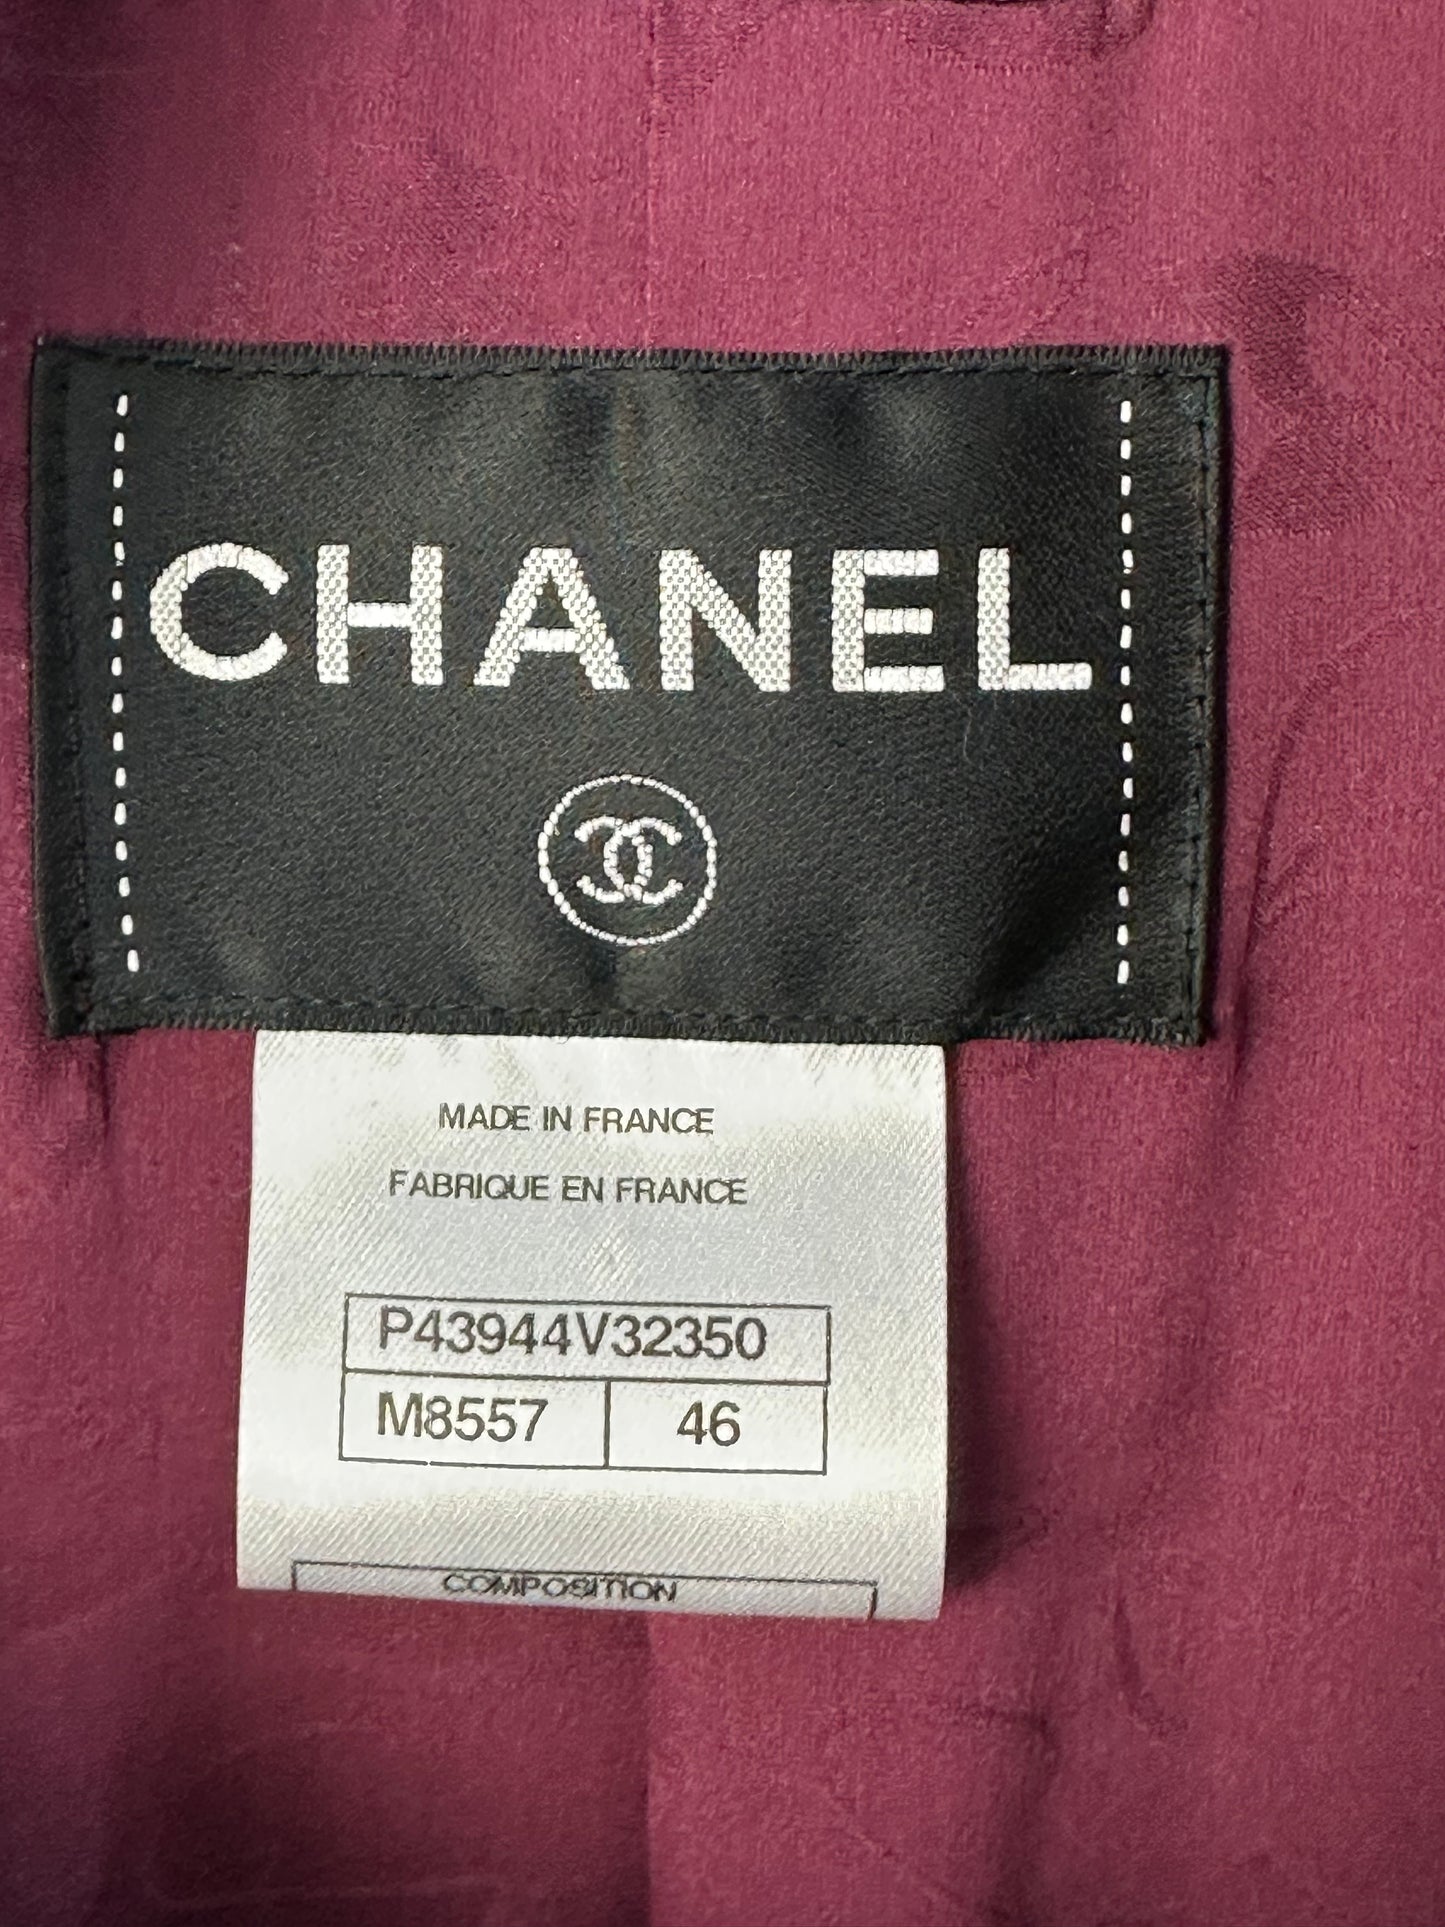 CHANEL
MADE IN FRANCE
FABRIQUE EN FRANCE
P43944V32350
M8557 46
COMPOSITION